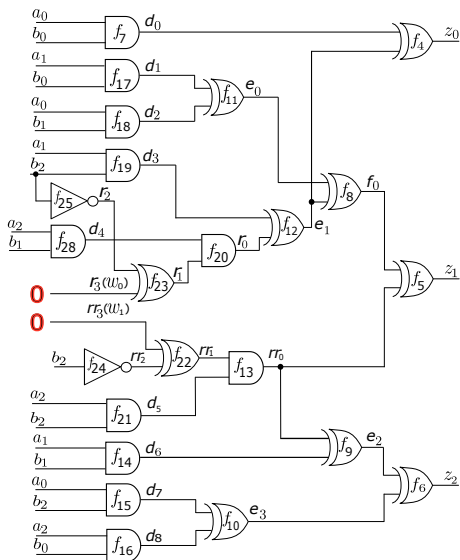 a₀ d₀ z₀
b₀ f₇ f₄
a₁ d₁
b₀ f₁₇ e₀
f₁₁
a₀ d₂
b₁ f₁₈
a₁ d₃
b₂ f₁₉ f₈ f₀
f₂₅ r₂
f₁₂ e₁
a₂ d₄ r₀
b₁ f₂₈ f₂₀
f₂₃ r₁ z₁
f₅
0 r₃(w₀)
0 rr₃(w₁)
b₂ f₂₄ rr₂ f₂₂ rr₁ f₁₃ rr₀
a₂ d₅
b₂ f₂₁
a₁ d₆ f₉ e₂
b₁ f₁₄
z₂
a₀ d₇ f₆
b₂ f₁₅ f₁₀ e₃
a₂ d₈
b₀ f₁₆